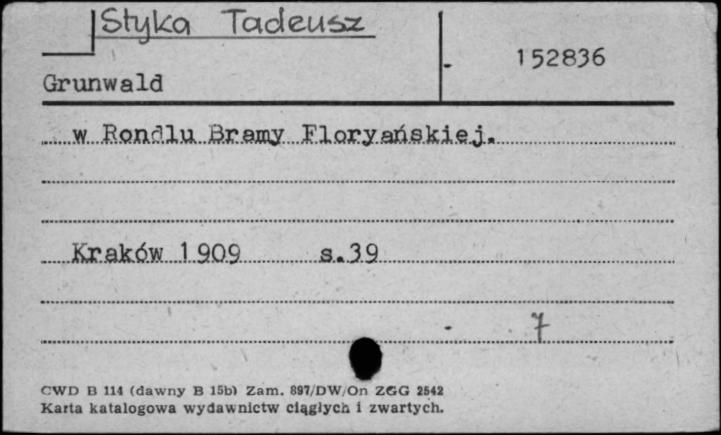 Styka Tadeusz
152836
Grunwald
w Rondlu Bramy Floryańskiej.
Kraków 1909 s.39
7
CWD B 114 (dawny B 15b) Zam. 897/DW/On ZGG 2542
Karta katalogowa wydawnictw ciągłych i zwartych.